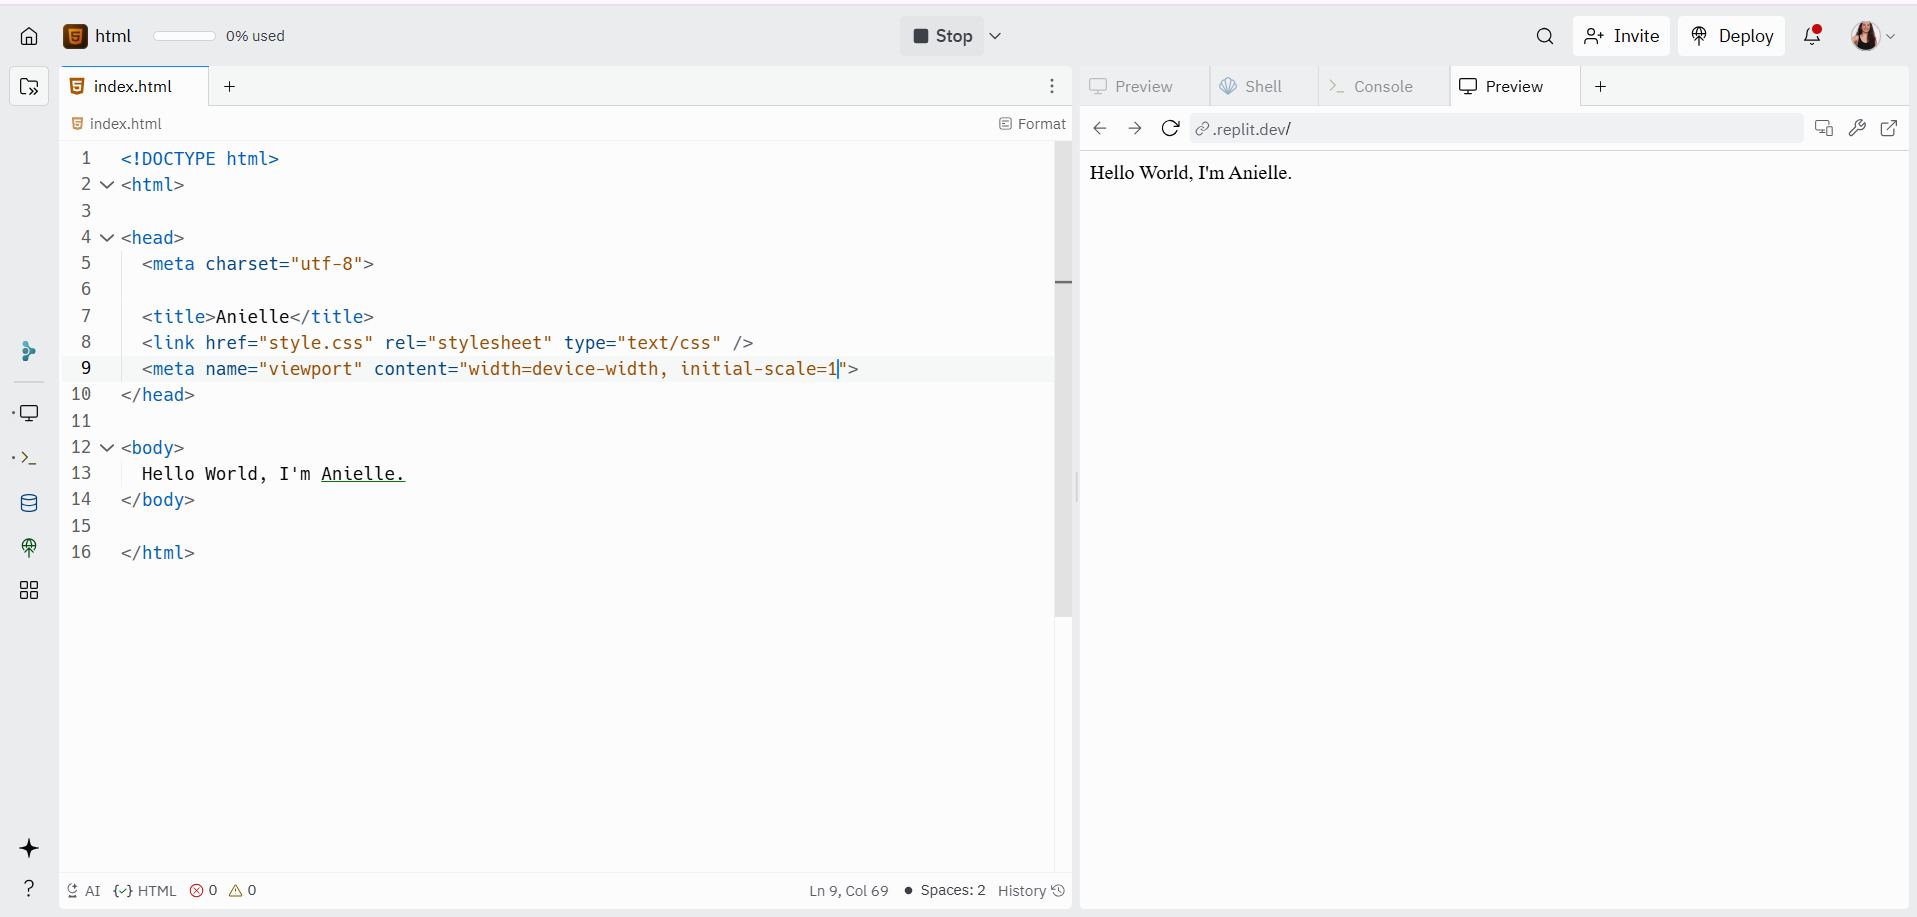 html 0% used Stop Invite Deploy
index.html Preview Shell Console Preview
index.html Format .replit.dev/
1 <!DOCTYPE html>
2 <html>
3
4 <head>
5 <meta charset="utf-8">
6
7 <title>Anielle</title>
8 <link href="style.css" rel="stylesheet" type="text/css" />
9 <meta name="viewport" content="width=device-width, initial-scale=1">
10 </head>
11
12 <body>
13 Hello World, I'm Anielle.
14 </body>
15
16 </html>
AI HTML 0 0 Ln 9, Col 69 Spaces: 2 History
Hello World, I'm Anielle.